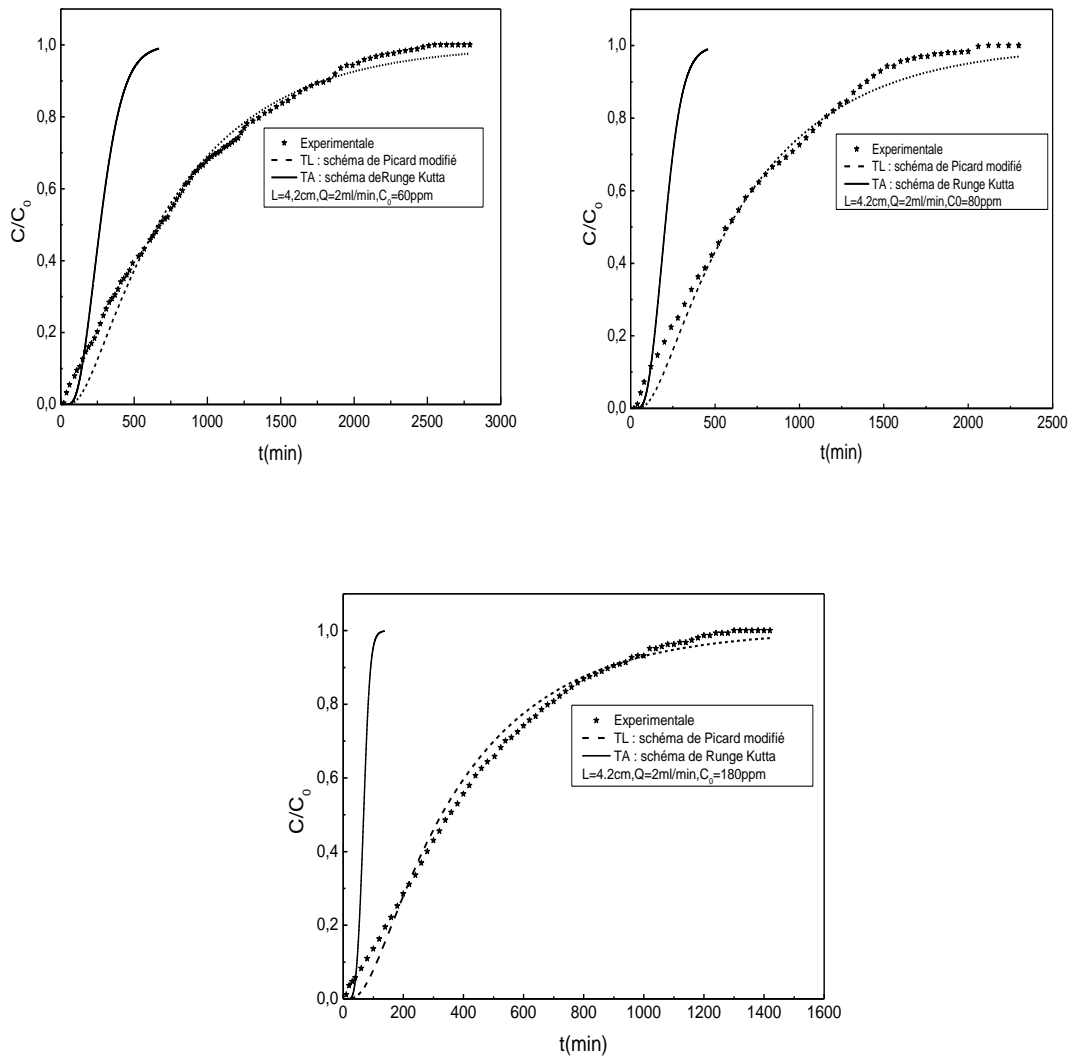 1,0
0,8
0,6
0,4
0,2
0,0
C/C0
Experimentale
TL : schéma de Picard modifié
TA : schéma deRunge Kutta
L=4,2cm,Q=2ml/min,C0=60ppm
0 500 1000 1500 2000 2500 3000
t(min)
1,0
0,8
0,6
0,4
0,2
0,0
C/C0
Experimentale
TL : schéma de Picard modifié
TA : schéma de Runge Kutta
L=4.2cm,Q=2ml/min,C0=80ppm
0 500 1000 1500 2000 2500
t(min)
1,0
0,8
0,6
0,4
0,2
0,0
C/C0
Experimentale
TL : schéma de Picard modifié
TA : schéma de Runge Kutta
L=4.2cm,Q=2ml/min,C0=180ppm
0 200 400 600 800 1000 1200 1400 1600
t(min)